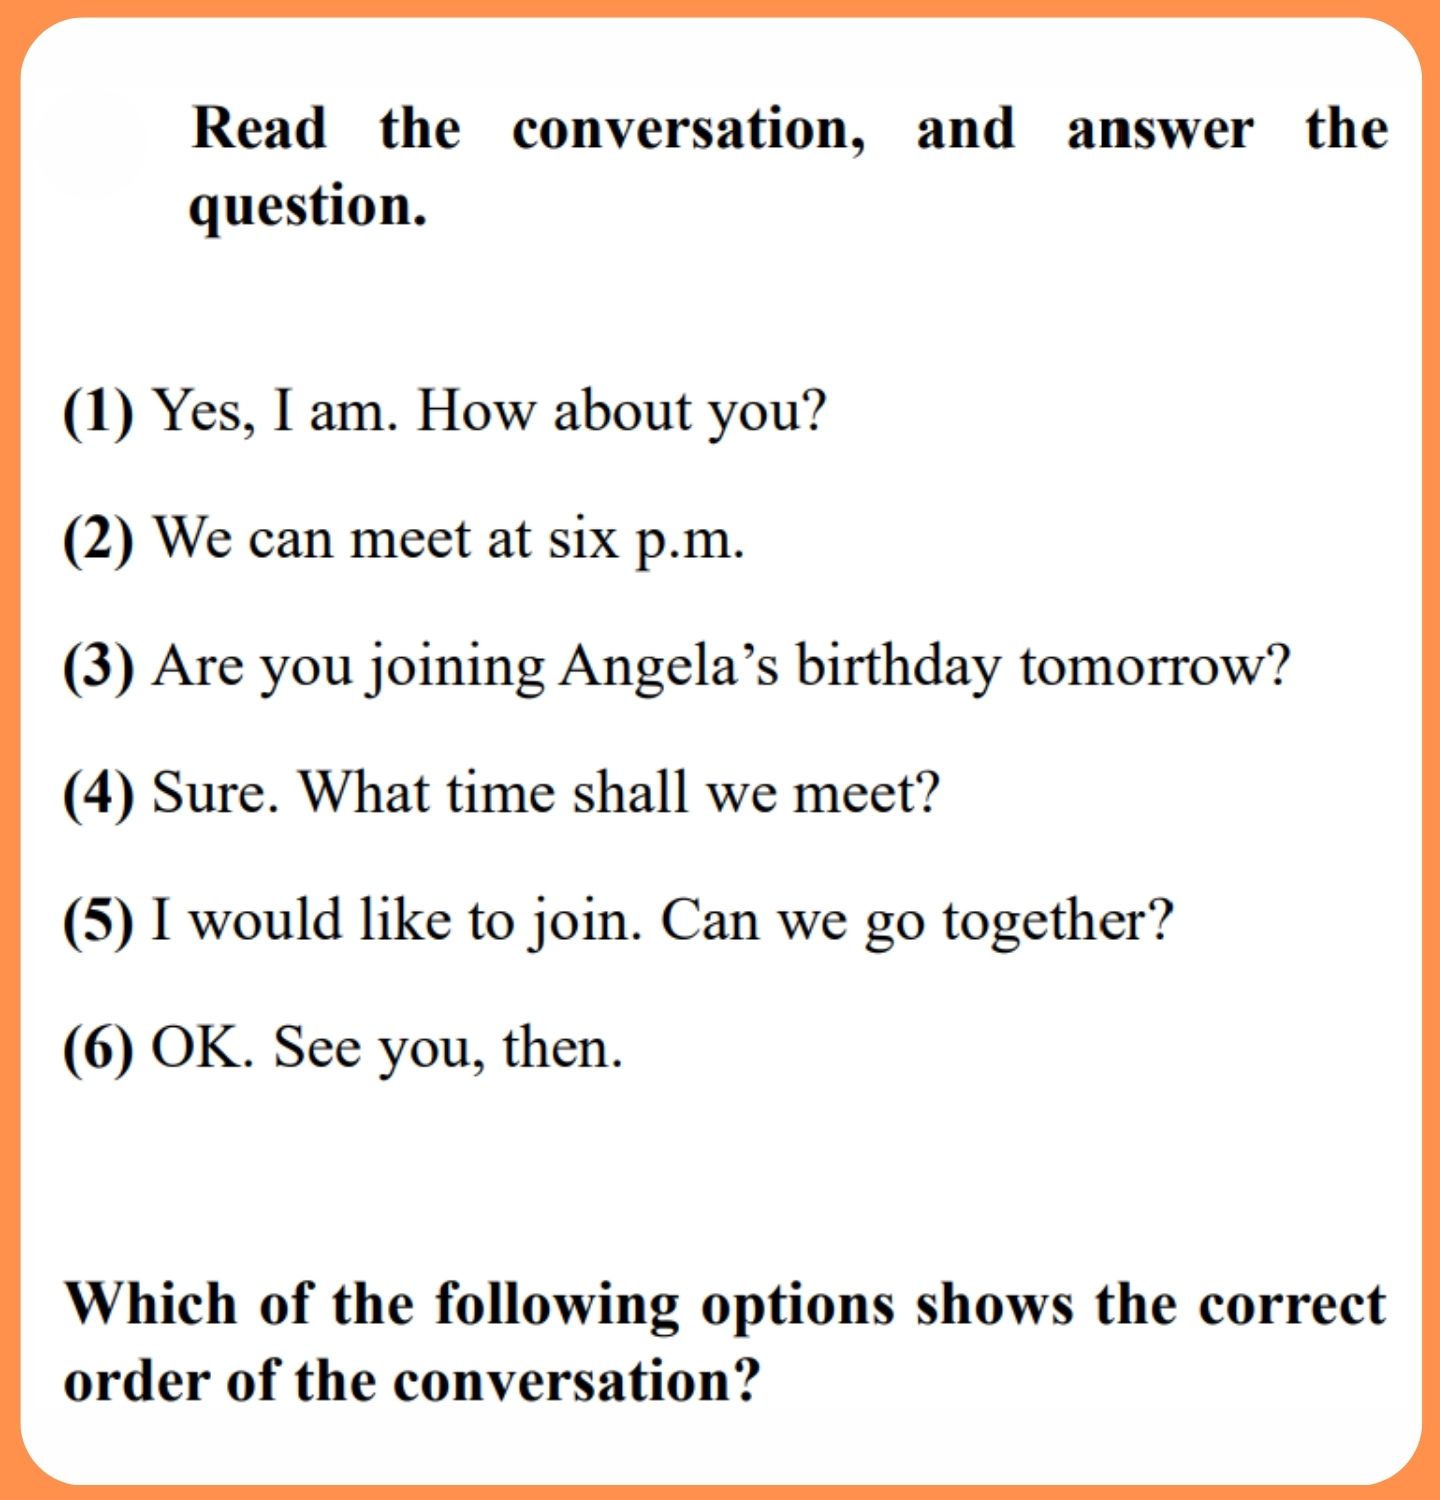 Read the conversation, and answer the
question.
(1) Yes, I am. How about you?
(2) We can meet at six p.m.
(3) Are you joining Angela’s birthday tomorrow?
(4) Sure. What time shall we meet?
(5) I would like to join. Can we go together?
(6) OK. See you, then.
Which of the following options shows the correct
order of the conversation?